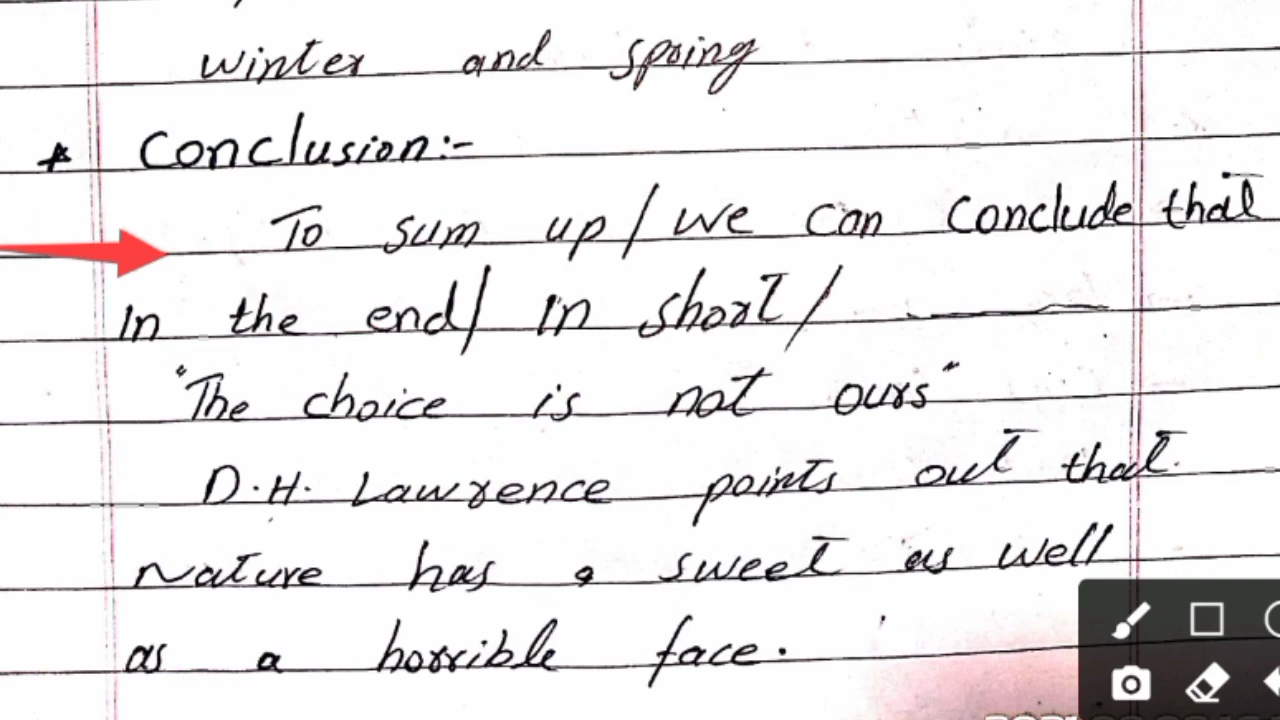 winter and spring
* Conclusion:-
To sum up / we can conclude that
in the end / in short /
"The choice is not ours"
D.H. Lawrence points out that
Nature has a sweet as well
as a horrible face.